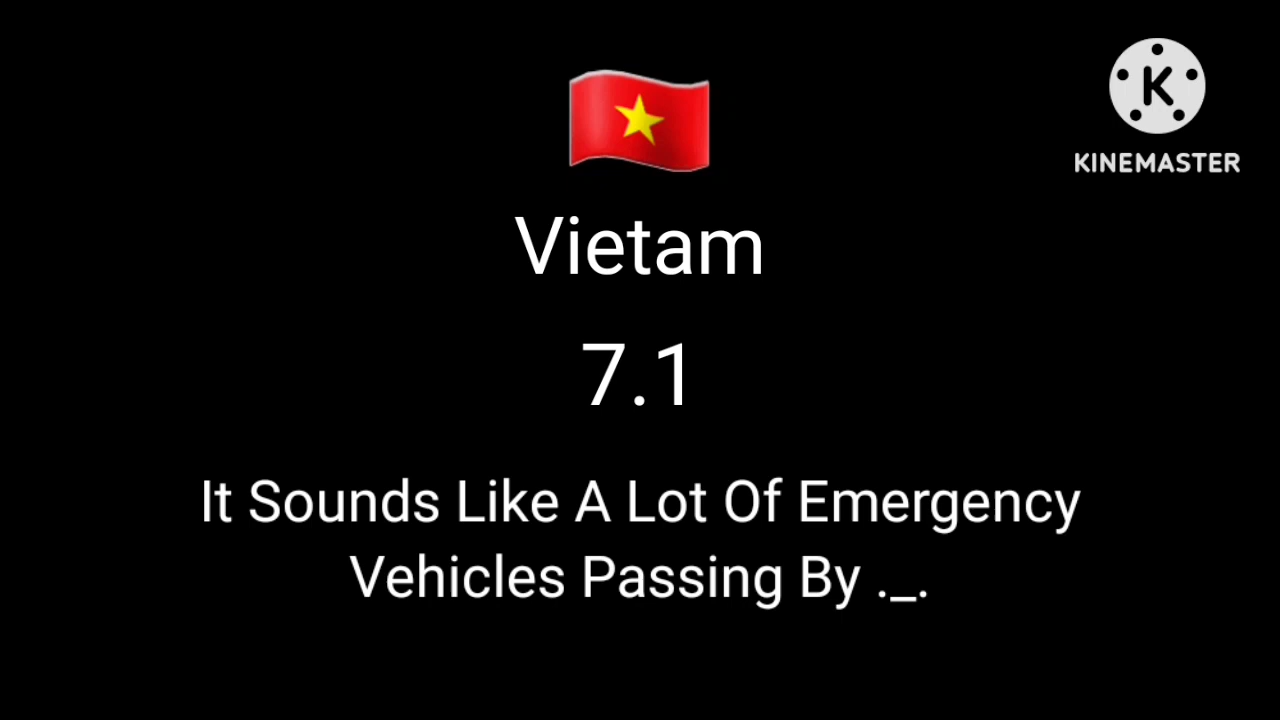 K
KINEMASTER
Vietam
7.1
It Sounds Like A Lot Of Emergency
Vehicles Passing By ._.